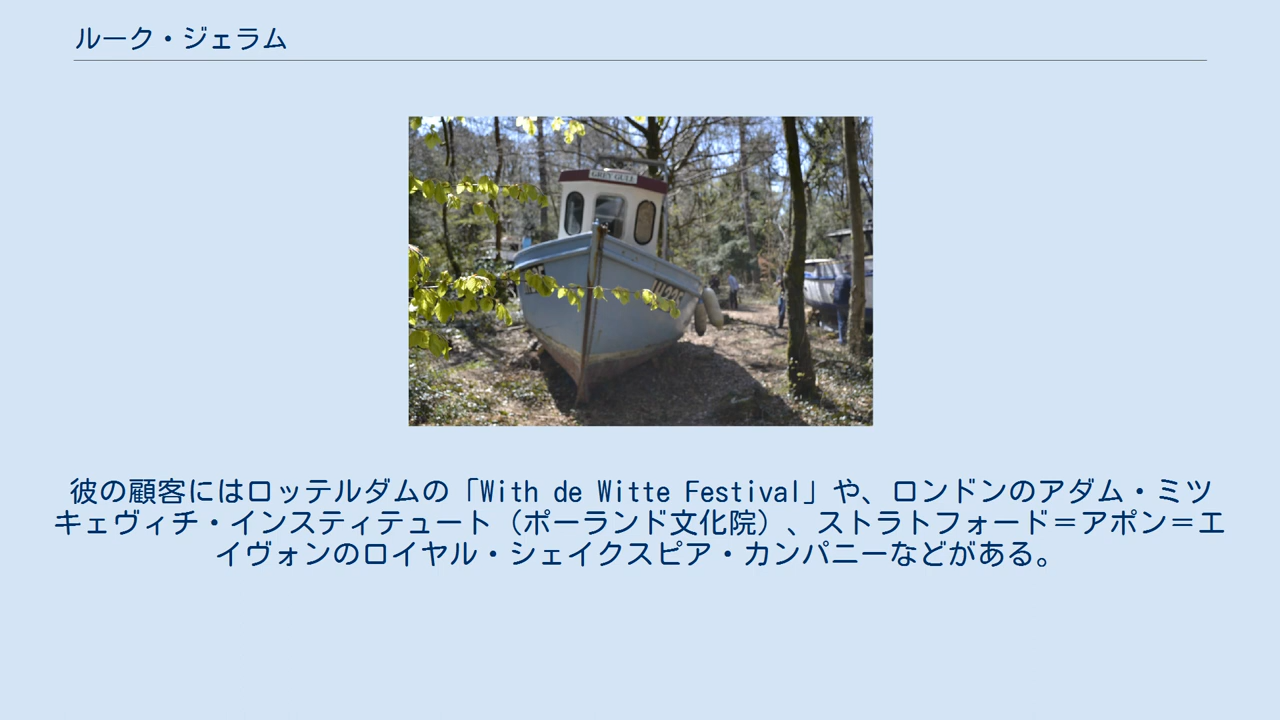 ルーク・ジェラム
GREY GULL
彼の顧客にはロッテルダムの「With de Witte Festival」や、ロンドンのアダム・ミツ
キェヴィチ・インスティテュート（ポーランド文化院）、ストラトフォード＝アポン＝エ
イヴォンのロイヤル・シェイクスピア・カンパニーなどがある。